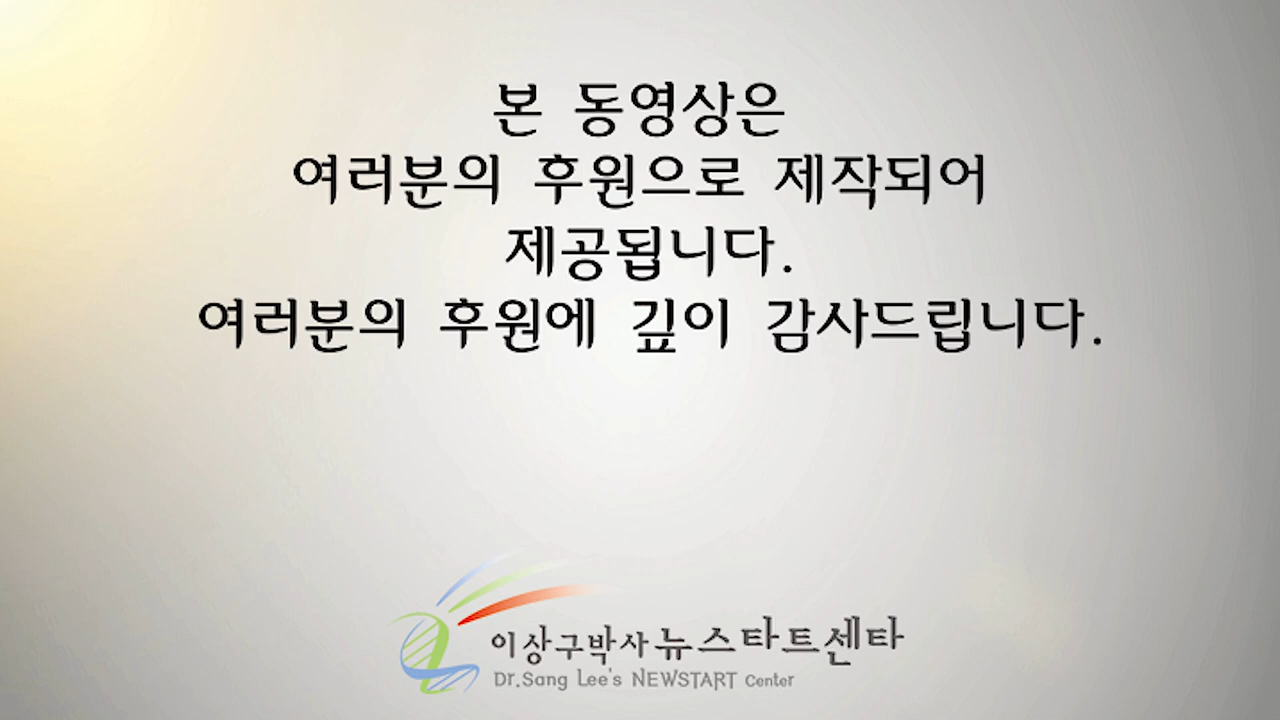 본 동영상은
여러분의 후원으로 제작되어
제공됩니다.
여러분의 후원에 깊이 감사드립니다.
이상구박사 뉴스타트센타
Dr.Sang Lee's NEWSTART Center